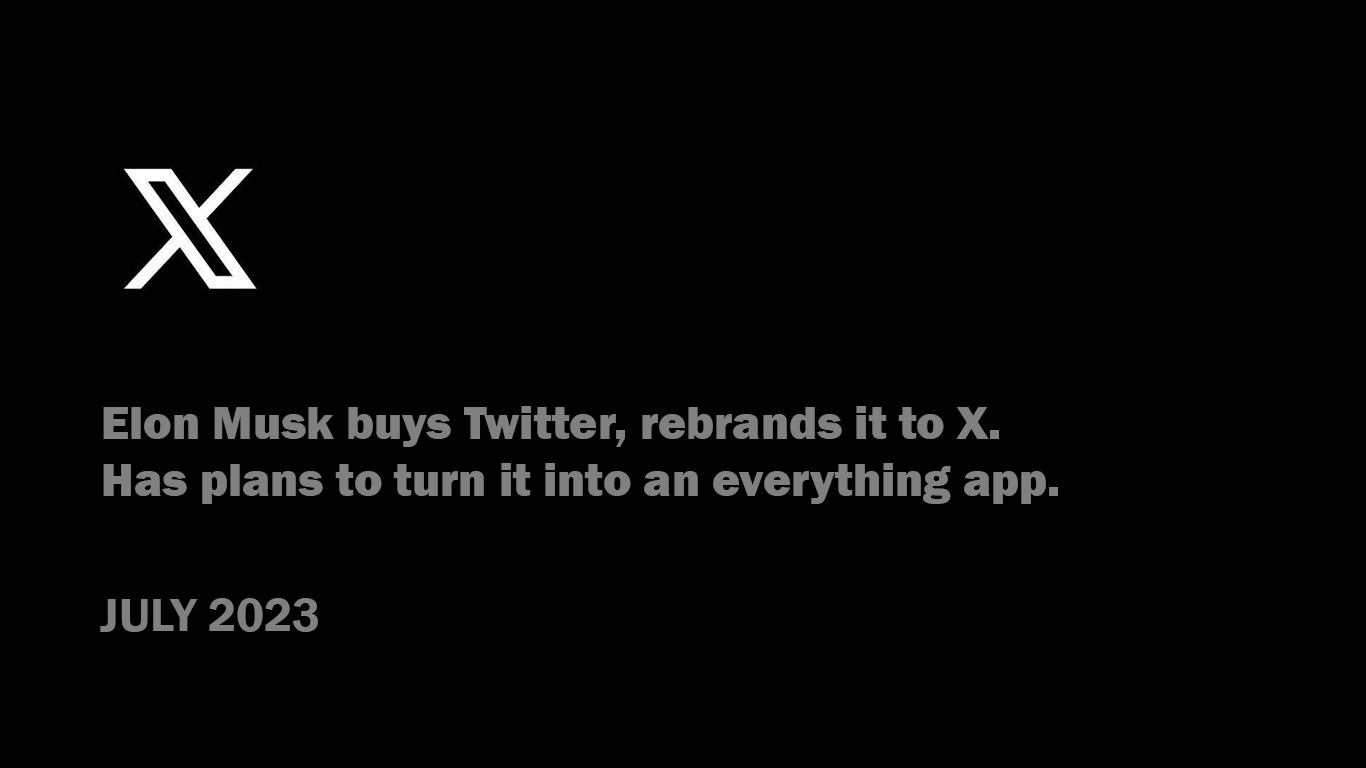 X
Elon Musk buys Twitter, rebrands it to X.
Has plans to turn it into an everything app.
JULY 2023